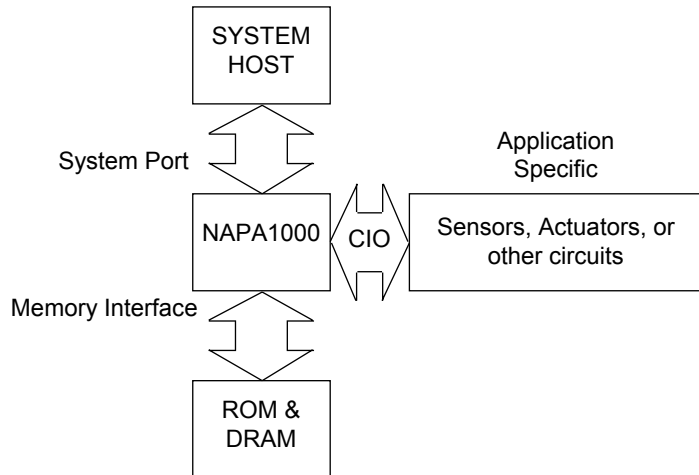 SYSTEM
HOST
System Port
Application
Specific
NAPA1000
CIO
Sensors, Actuators, or
other circuits
Memory Interface
ROM &
DRAM